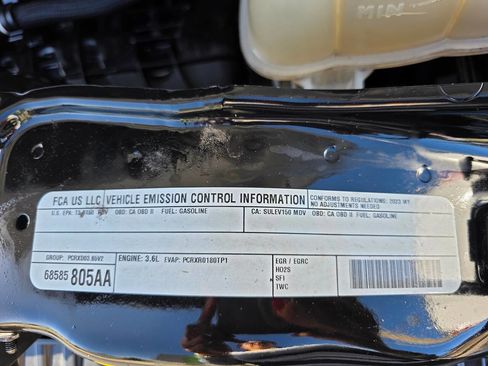 MIN
FCA US LLC VEHICLE EMISSION CONTROL INFORMATION CONFORMS TO REGULATIONS: 2023 MY
NO ADJUSTMENTS NEEDED
U.S. EPA: OBD: CA OBD II FUEL: GASOLINE CA: SULEV150 MDV OBD: CA OBD II FUEL: GASOLINE
GROUP: ENGINE: 3.6L EVAP: PCRXR0180TP1 EGR / EGRC
HO2S
SFI
TWC
68585 805AA